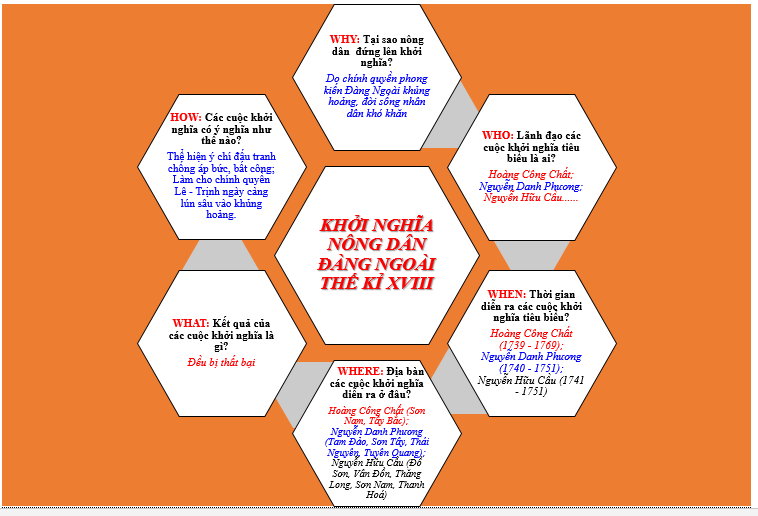 WHY: Tại sao nông
dân đứng lên khởi
nghĩa?
Do chính quyền phong
kiến Đàng Ngoài khủng
hoảng, đời sống nhân
dân khó khăn
WHO: Lãnh đạo các
cuộc khởi nghĩa tiêu
biểu là ai?
Hoàng Công Chất;
Nguyễn Danh Phương;
Nguyễn Hữu Cầu......
WHEN: Thời gian
diễn ra các cuộc khởi
nghĩa tiêu biểu?
Hoàng Công Chất
(1739 - 1769);
Nguyễn Danh Phương
(1740 - 1751);
Nguyễn Hữu Cầu (1741
- 1751)
WHERE: Địa bàn
các cuộc khởi nghĩa
diễn ra ở đâu?
Hoàng Công Chất (Sơn
Nam, Tây Bắc);
Nguyễn Danh Phương
(Tam Đảo, Sơn Tây, Thái
Nguyên, Tuyên Quang);
Nguyễn Hữu Cầu (Đồ
Sơn, Vân Đồn, Thăng
Long, Sơn Nam, Thanh
Hoá)
WHAT: Kết quả của
các cuộc khởi nghĩa là
gì?
Đều bị thất bại
HOW: Các cuộc khởi
nghĩa có ý nghĩa như
thế nào?
Thể hiện ý chí đấu tranh
chống áp bức, bất công;
Làm cho chính quyền
Lê - Trịnh ngày càng
lún sâu vào khủng
hoảng.
KHỞI NGHĨA
NÔNG DÂN
ĐÀNG NGOÀI
THẾ KỈ XVIII